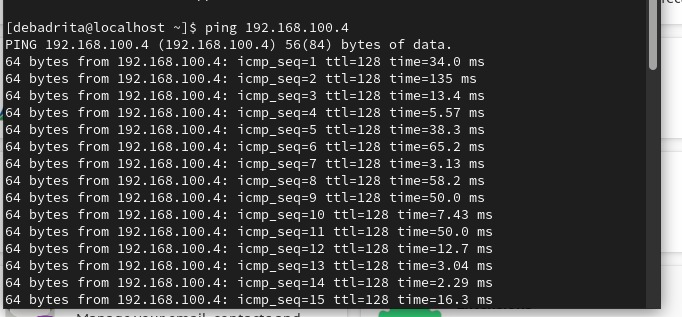 [debadrita@localhost ~]$ ping 192.168.100.4
PING 192.168.100.4 (192.168.100.4) 56(84) bytes of data.
64 bytes from 192.168.100.4: icmp_seq=1 ttl=128 time=34.0 ms
64 bytes from 192.168.100.4: icmp_seq=2 ttl=128 time=135 ms
64 bytes from 192.168.100.4: icmp_seq=3 ttl=128 time=13.4 ms
64 bytes from 192.168.100.4: icmp_seq=4 ttl=128 time=5.57 ms
64 bytes from 192.168.100.4: icmp_seq=5 ttl=128 time=38.3 ms
64 bytes from 192.168.100.4: icmp_seq=6 ttl=128 time=65.2 ms
64 bytes from 192.168.100.4: icmp_seq=7 ttl=128 time=3.13 ms
64 bytes from 192.168.100.4: icmp_seq=8 ttl=128 time=58.2 ms
64 bytes from 192.168.100.4: icmp_seq=9 ttl=128 time=50.0 ms
64 bytes from 192.168.100.4: icmp_seq=10 ttl=128 time=7.43 ms
64 bytes from 192.168.100.4: icmp_seq=11 ttl=128 time=50.0 ms
64 bytes from 192.168.100.4: icmp_seq=12 ttl=128 time=12.7 ms
64 bytes from 192.168.100.4: icmp_seq=13 ttl=128 time=3.04 ms
64 bytes from 192.168.100.4: icmp_seq=14 ttl=128 time=2.29 ms
64 bytes from 192.168.100.4: icmp_seq=15 ttl=128 time=16.3 ms
Manage your email, contacts and